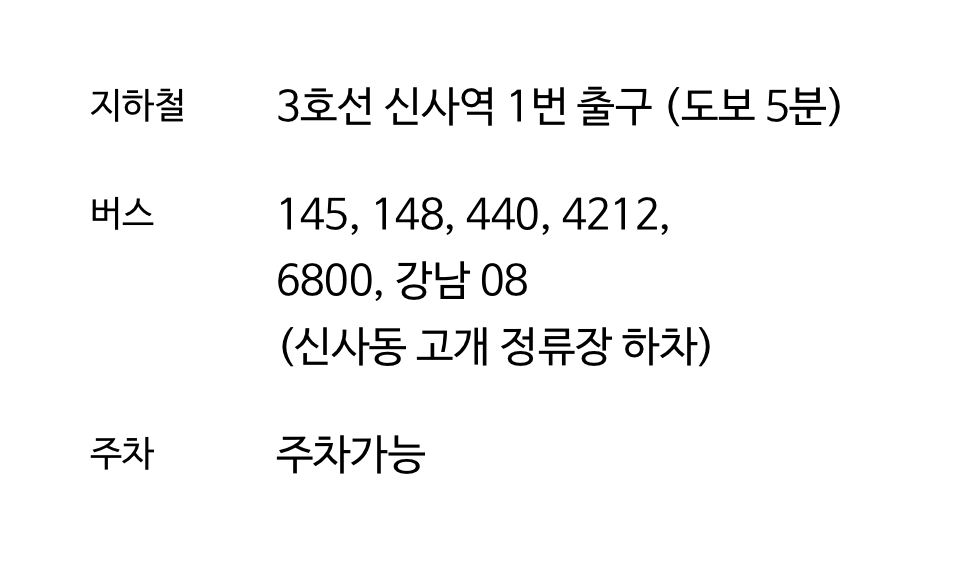 지하철 3호선 신사역 1번 출구 (도보 5분)
버스 145, 148, 440, 4212,
6800, 강남 08
(신사동 고개 정류장 하차)
주차 주차가능